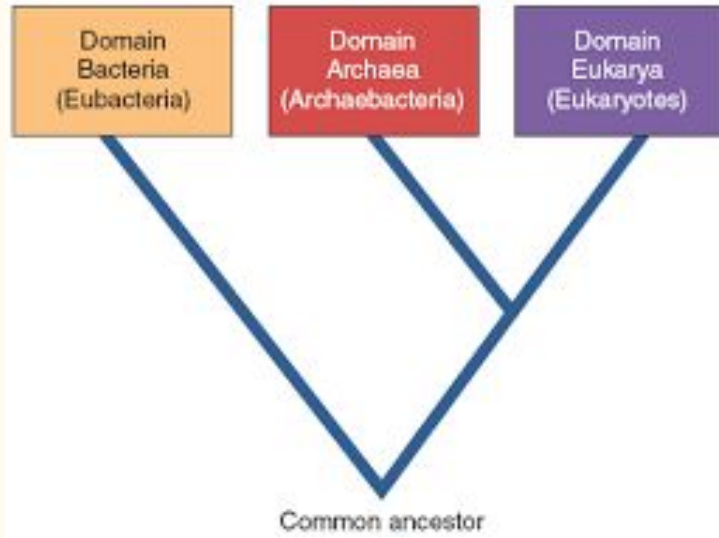 Domain
Bacteria
(Eubacteria)
Domain
Archaea
(Archaebacteria)
Domain
Eukarya
(Eukaryotes)
Common ancestor